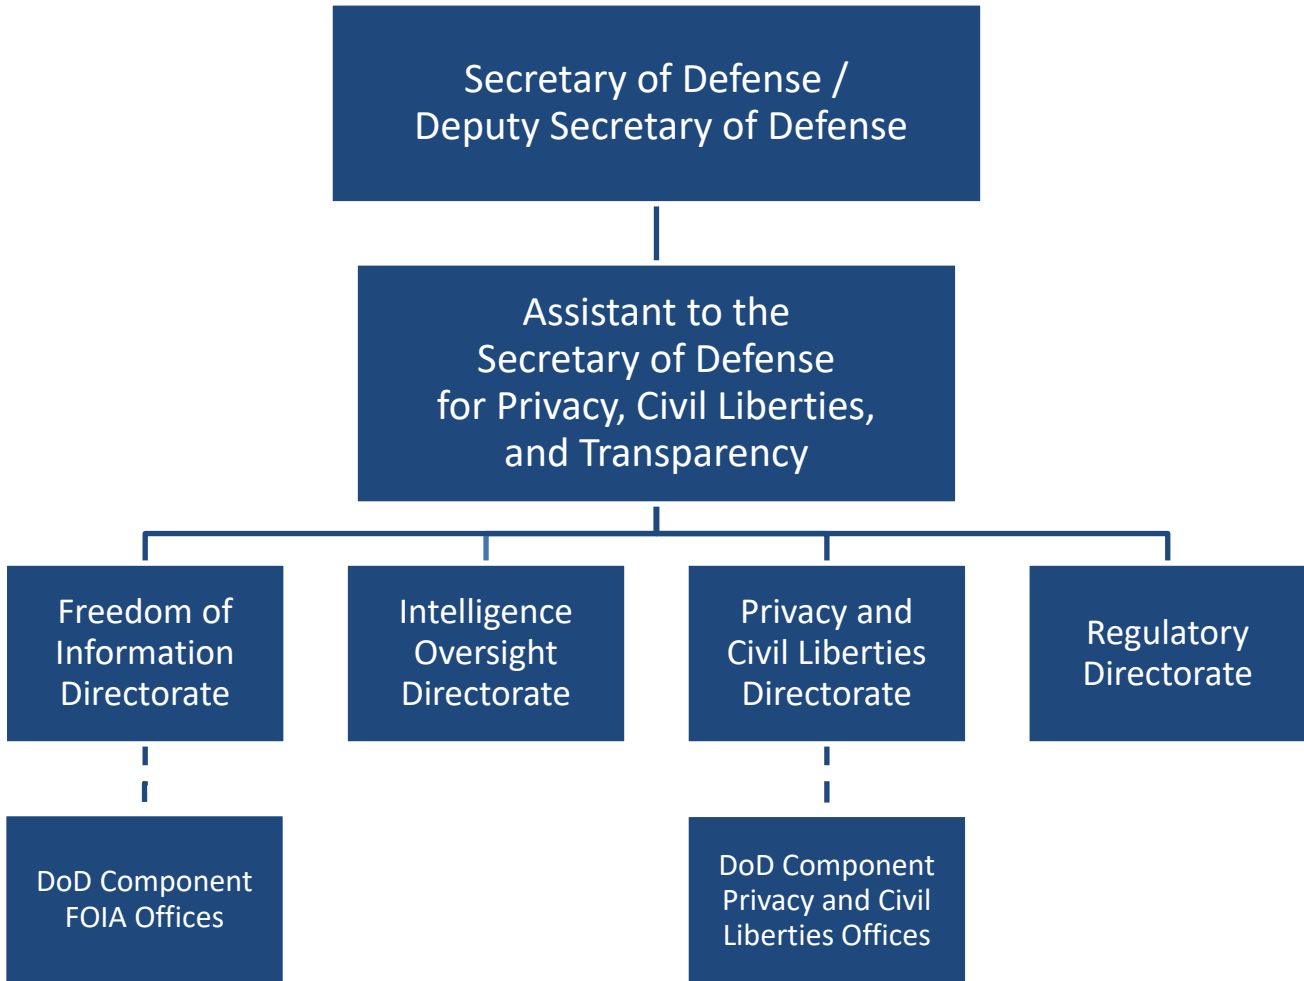 Secretary of Defense /
Deputy Secretary of Defense
Assistant to the
Secretary of Defense
for Privacy, Civil Liberties,
and Transparency
Freedom of
Information
Directorate
Intelligence
Oversight
Directorate
Privacy and
Civil Liberties
Directorate
Regulatory
Directorate
DoD Component
FOIA Offices
DoD Component
Privacy and Civil
Liberties Offices